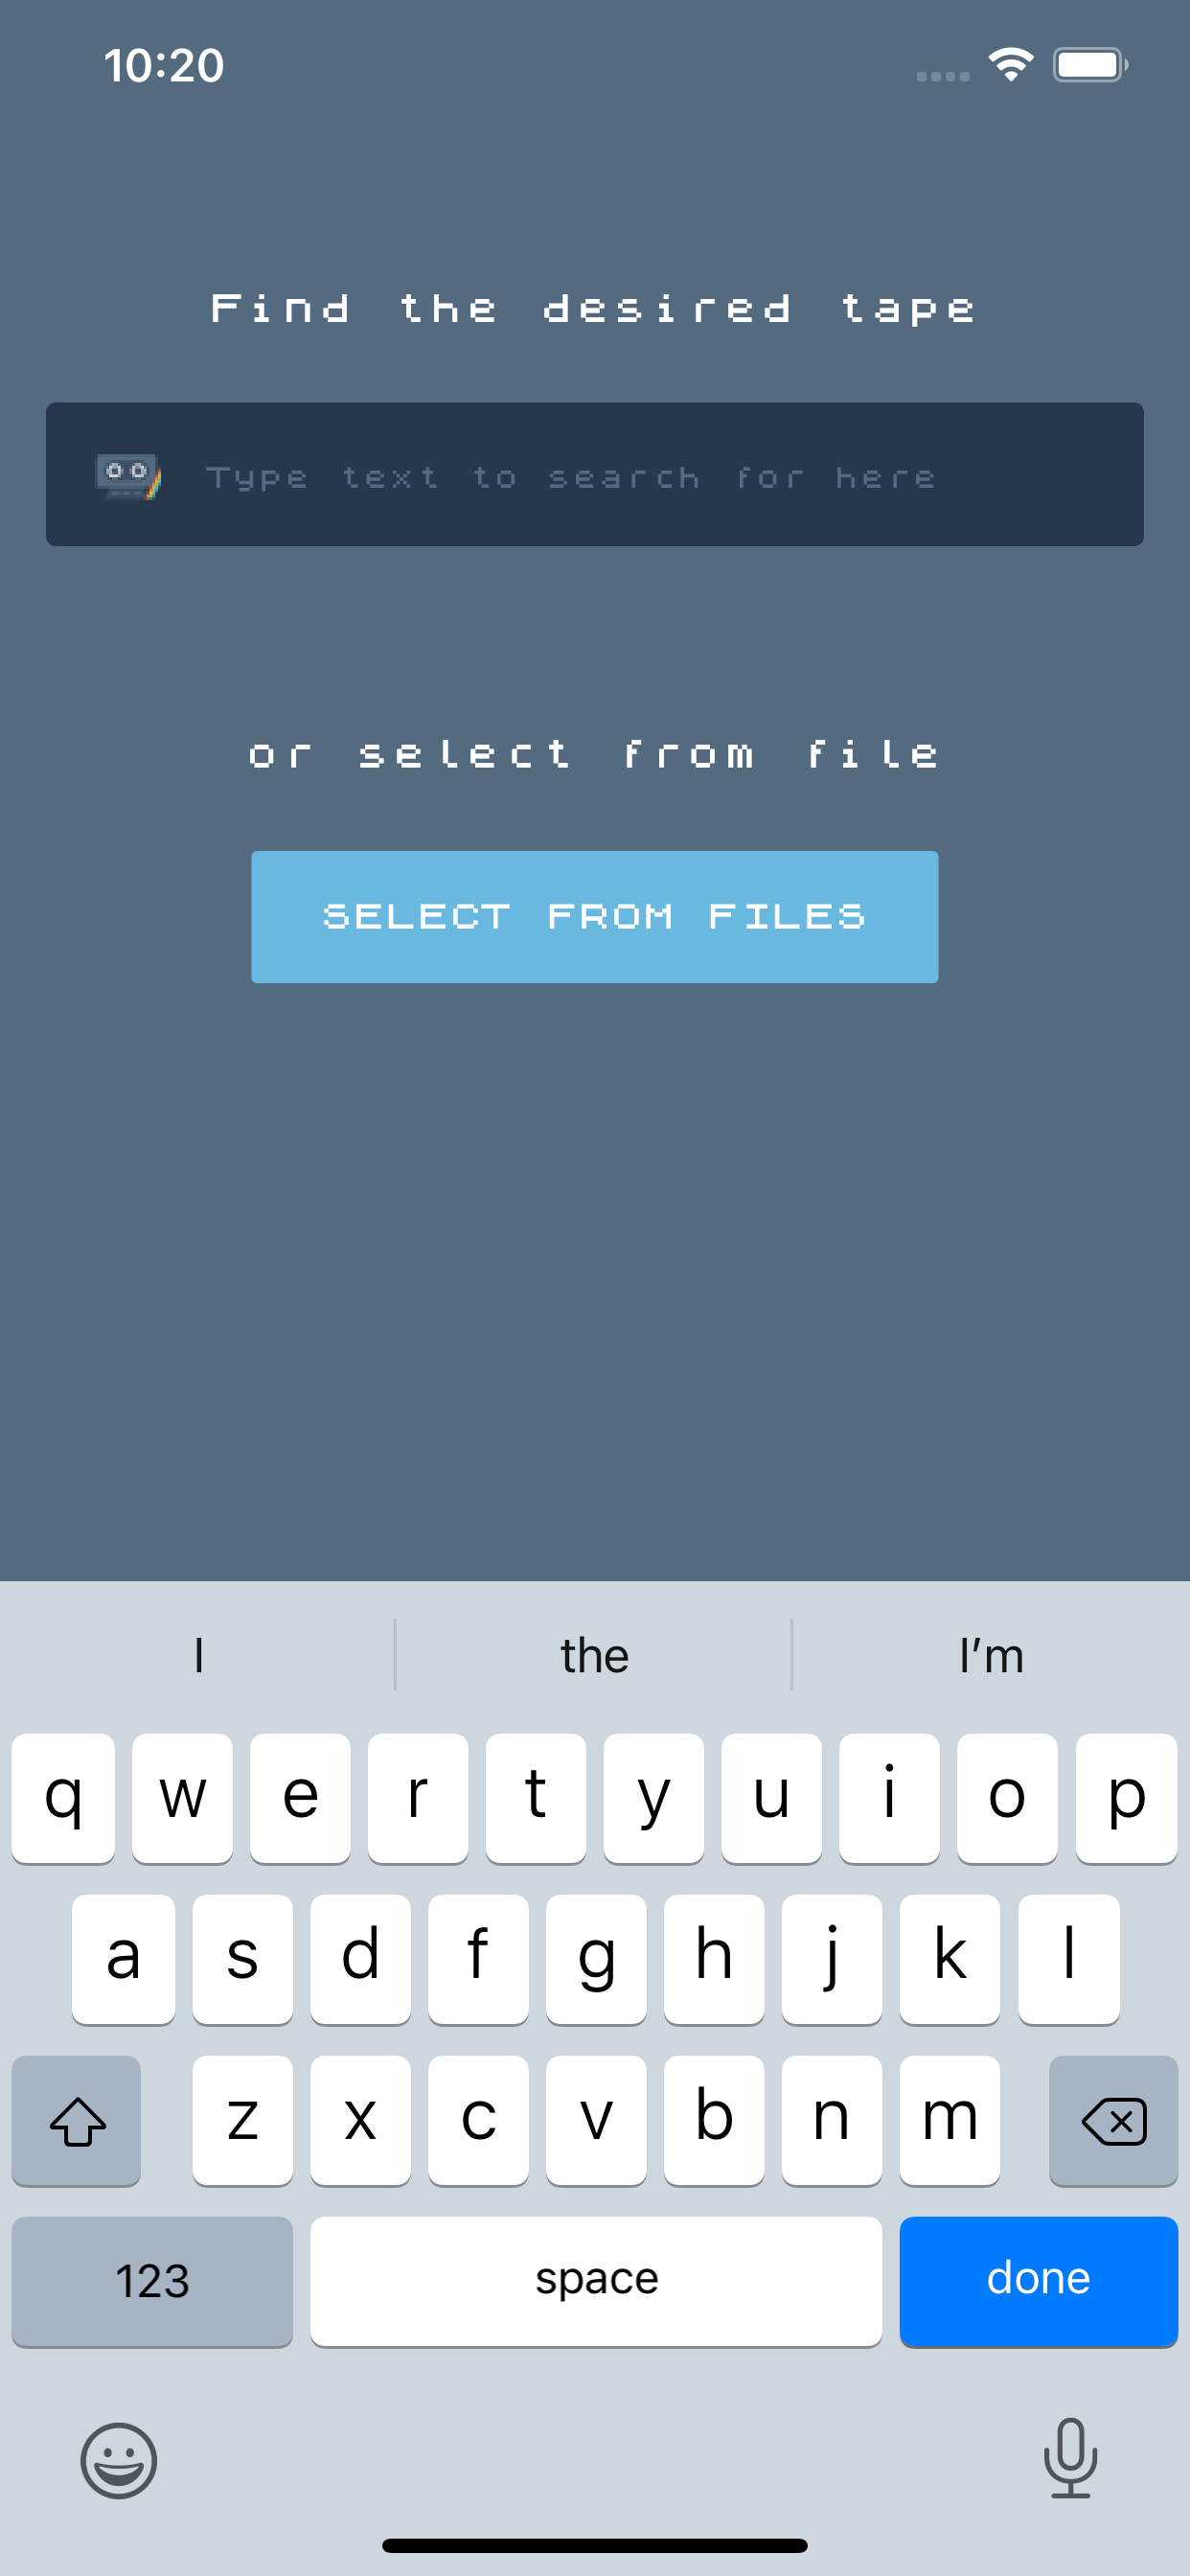 10:20
Find the desired tape
Type text to search for here
or select from file
SELECT FROM FILES
I the I’m
q w e r t y u i o p
a s d f g h j k l
z x c v b n m
123 space done